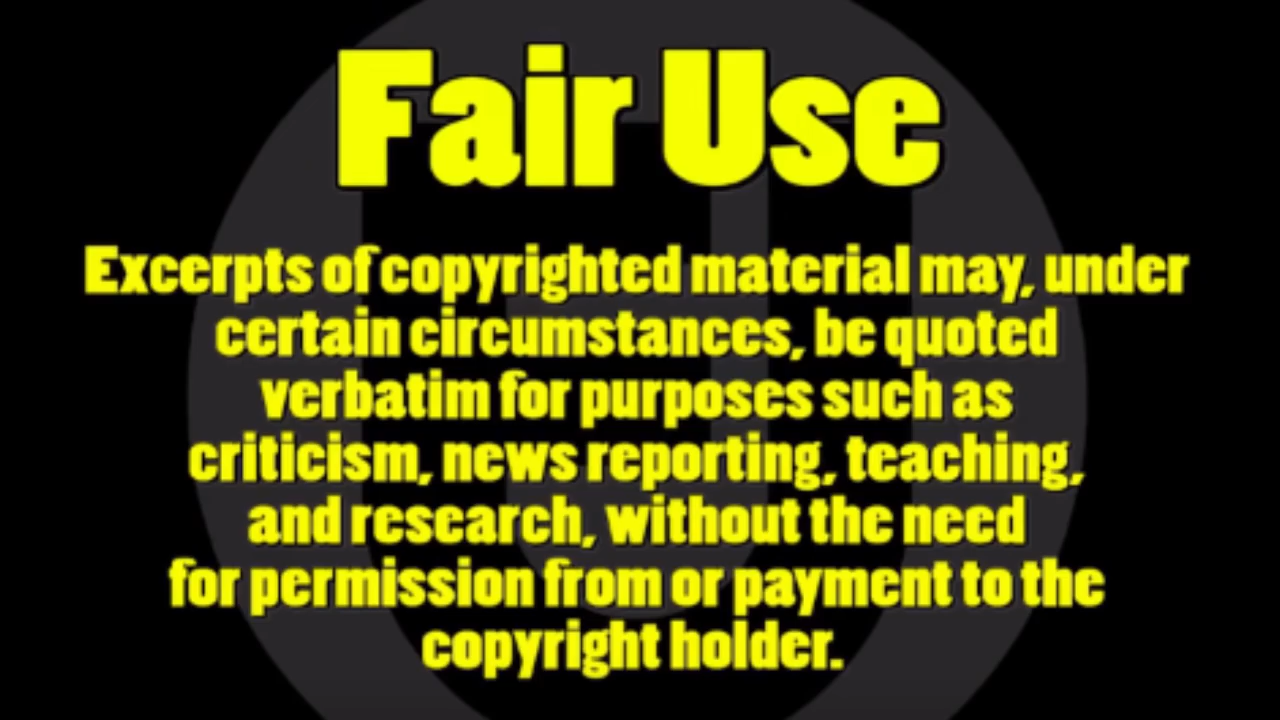 Fair Use
Excerpts of copyrighted material may, under
certain circumstances, be quoted
verbatim for purposes such as
criticism, news reporting, teaching,
and research, without the need
for permission from or payment to the
copyright holder.